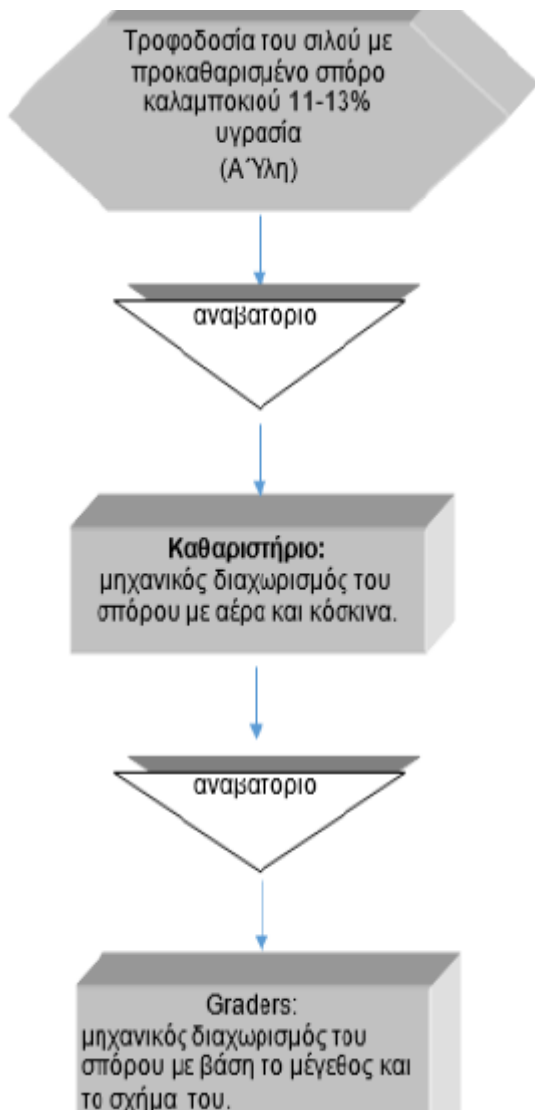 Τροφοδοσία του σιλού με
προκαθαρισμένο σπόρο
καλαμποκιού 11-13%
υγρασία
(Α Ύλη)
αναβατοριο
Καθαριστήριο:
μηχανικός διαχωρισμός του
σπόρου με αέρα και κόσκινα.
αναβατοριο
Graders:
μηχανικός διαχωρισμός του
σπόρου με βάση το μέγεθος και
το σχήμα του.